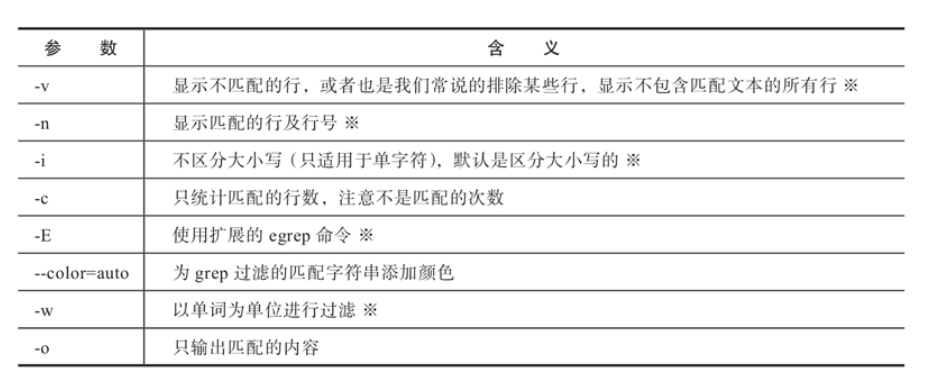 参 数 含 义
-v 显示不匹配的行，或者也是我们常说的排除某些行，显示不包含匹配文本的所有行 ※
-n 显示匹配的行及行号 ※
-i 不区分大小写（只适用于单字符），默认是区分大小写的 ※
-c 只统计匹配的行数，注意不是匹配的次数
-E 使用扩展的 egrep 命令 ※
--color=auto 为 grep 过滤的匹配字符串添加颜色
-w 以单词为单位进行过滤 ※
-o 只输出匹配的内容